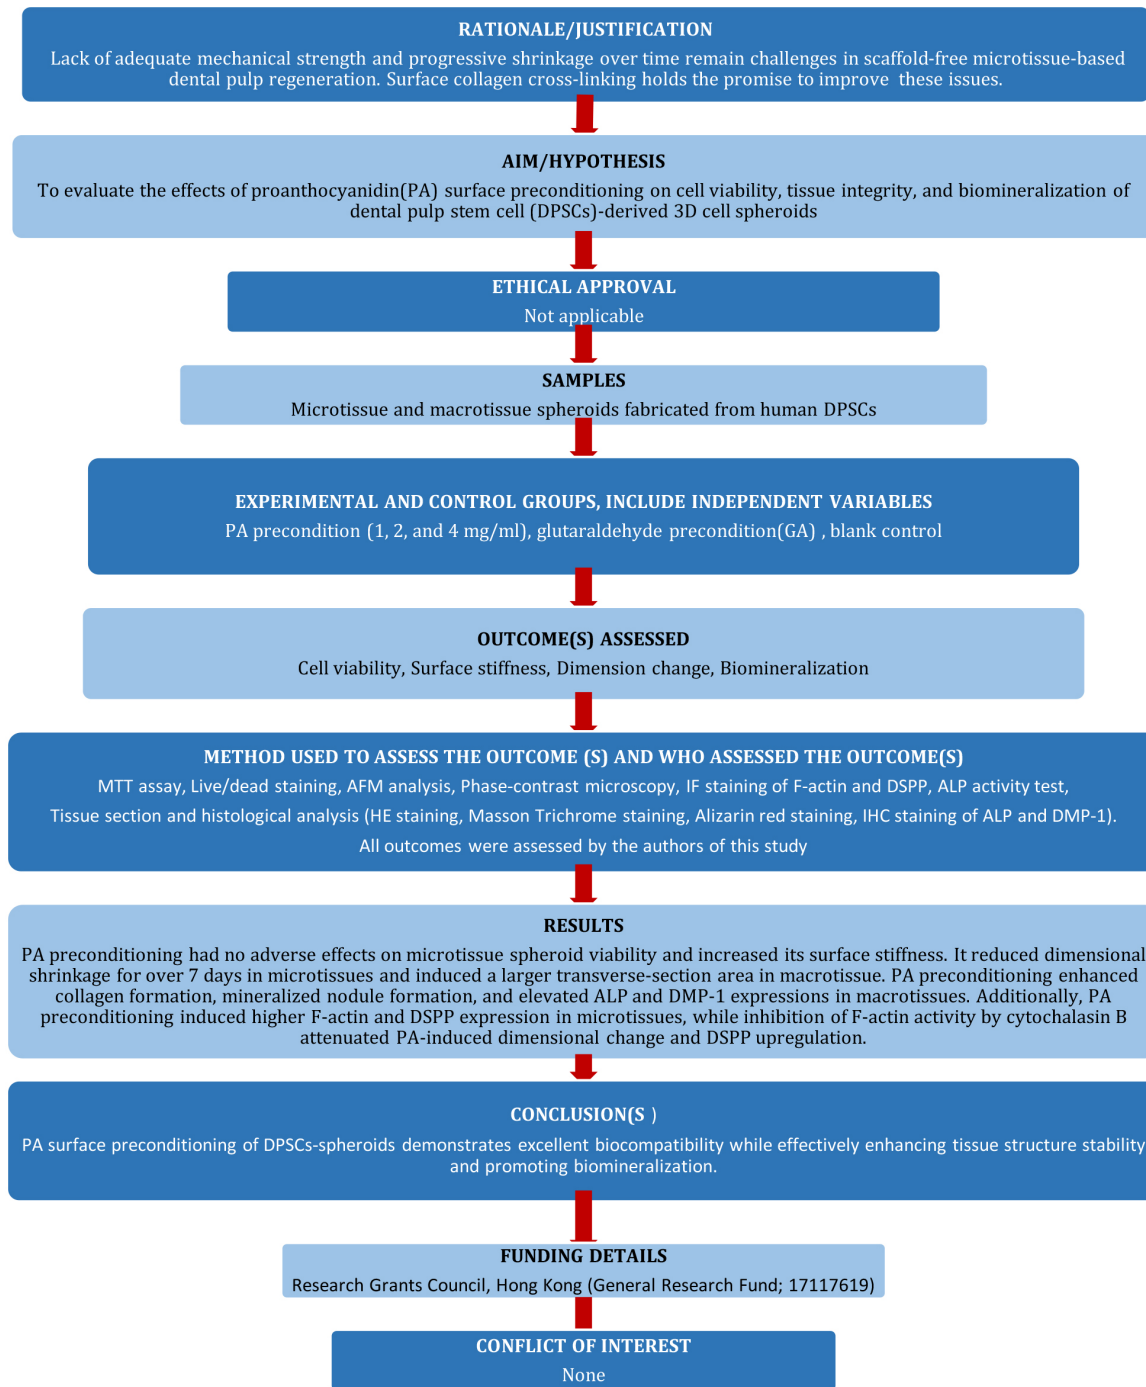 RATIONALE/JUSTIFICATION
Lack of adequate mechanical strength and progressive shrinkage over time remain challenges in scaffold-free microtissue-based
dental pulp regeneration. Surface collagen cross-linking holds the promise to improve these issues.
AIM/HYPOTHESIS
To evaluate the effects of proanthocyanidin(PA) surface preconditioning on cell viability, tissue integrity, and biomineralization of
dental pulp stem cell (DPSCs)-derived 3D cell spheroids
ETHICAL APPROVAL
Not applicable
SAMPLES
Microtissue and macrotissue spheroids fabricated from human DPSCs
EXPERIMENTAL AND CONTROL GROUPS, INCLUDE INDEPENDENT VARIABLES
PA precondition (1, 2, and 4 mg/ml), glutaraldehyde precondition(GA) , blank control
OUTCOME(S) ASSESSED
Cell viability, Surface stiffness, Dimension change, Biomineralization
METHOD USED TO ASSESS THE OUTCOME (S) AND WHO ASSESSED THE OUTCOME(S)
MTT assay, Live/dead staining, AFM analysis, Phase-contrast microscopy, IF staining of F-actin and DSPP, ALP activity test,
Tissue section and histological analysis (HE staining, Masson Trichrome staining, Alizarin red staining, IHC staining of ALP and DMP-1).
All outcomes were assessed by the authors of this study
RESULTS
PA preconditioning had no adverse effects on microtissue spheroid viability and increased its surface stiffness. It reduced dimensional
shrinkage for over 7 days in microtissues and induced a larger transverse-section area in macrotissue. PA preconditioning enhanced
collagen formation, mineralized nodule formation, and elevated ALP and DMP-1 expressions in macrotissues. Additionally, PA
preconditioning induced higher F-actin and DSPP expression in microtissues, while inhibition of F-actin activity by cytochalasin B
attenuated PA-induced dimensional change and DSPP upregulation.
CONCLUSION(S )
PA surface preconditioning of DPSCs-spheroids demonstrates excellent biocompatibility while effectively enhancing tissue structure stability
and promoting biomineralization.
FUNDING DETAILS
Research Grants Council, Hong Kong (General Research Fund; 17117619)
CONFLICT OF INTEREST
None